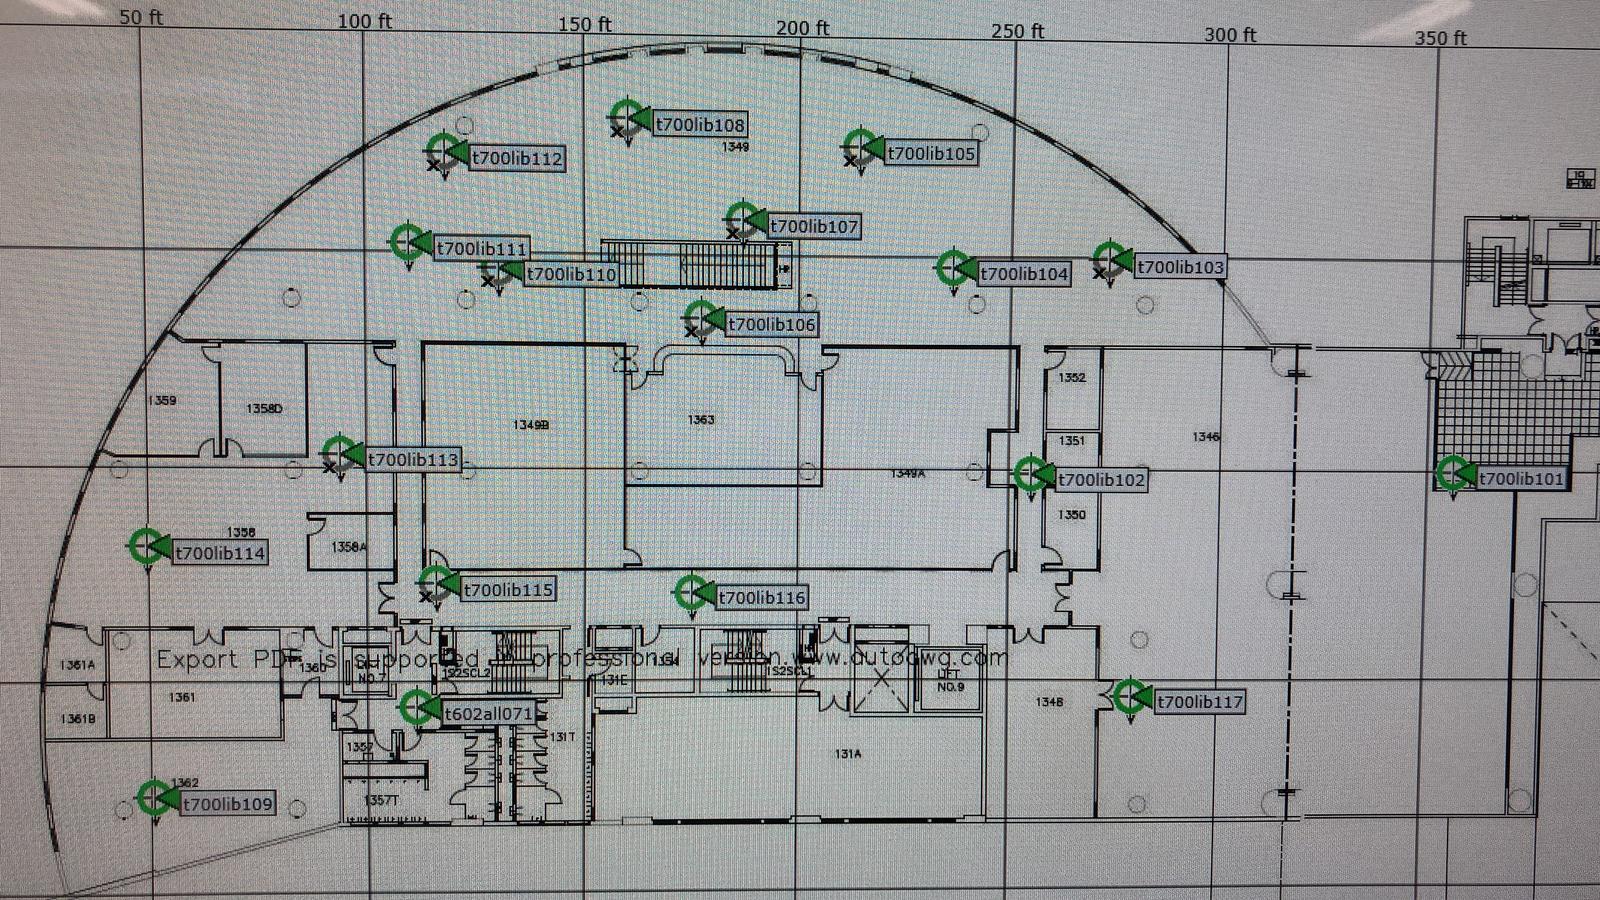 50 ft 100 ft 150 ft 200 ft 250 ft 300 ft 350 ft
t700lib108
t700lib112
1349
t700lib105
t700lib107
t700lib111
t700lib110
HR
t700lib104
t700lib103
t700lib106
1359
1358D
1349B
1363
1352
1351
1346
t700lib113
1349A
t700lib102
t700lib101
1358
1350
t700lib114
1358A
t700lib115
t700lib116
Export PDF is supported in professional version.www.autodwg.com
1361A
1360
NO.7
1S2SCL2
131E
1S2SCL1
LIFT
NO.9
1361
1361B
t602all071
1348
t700lib117
131T
1357
131A
1362
t700lib109
1357T